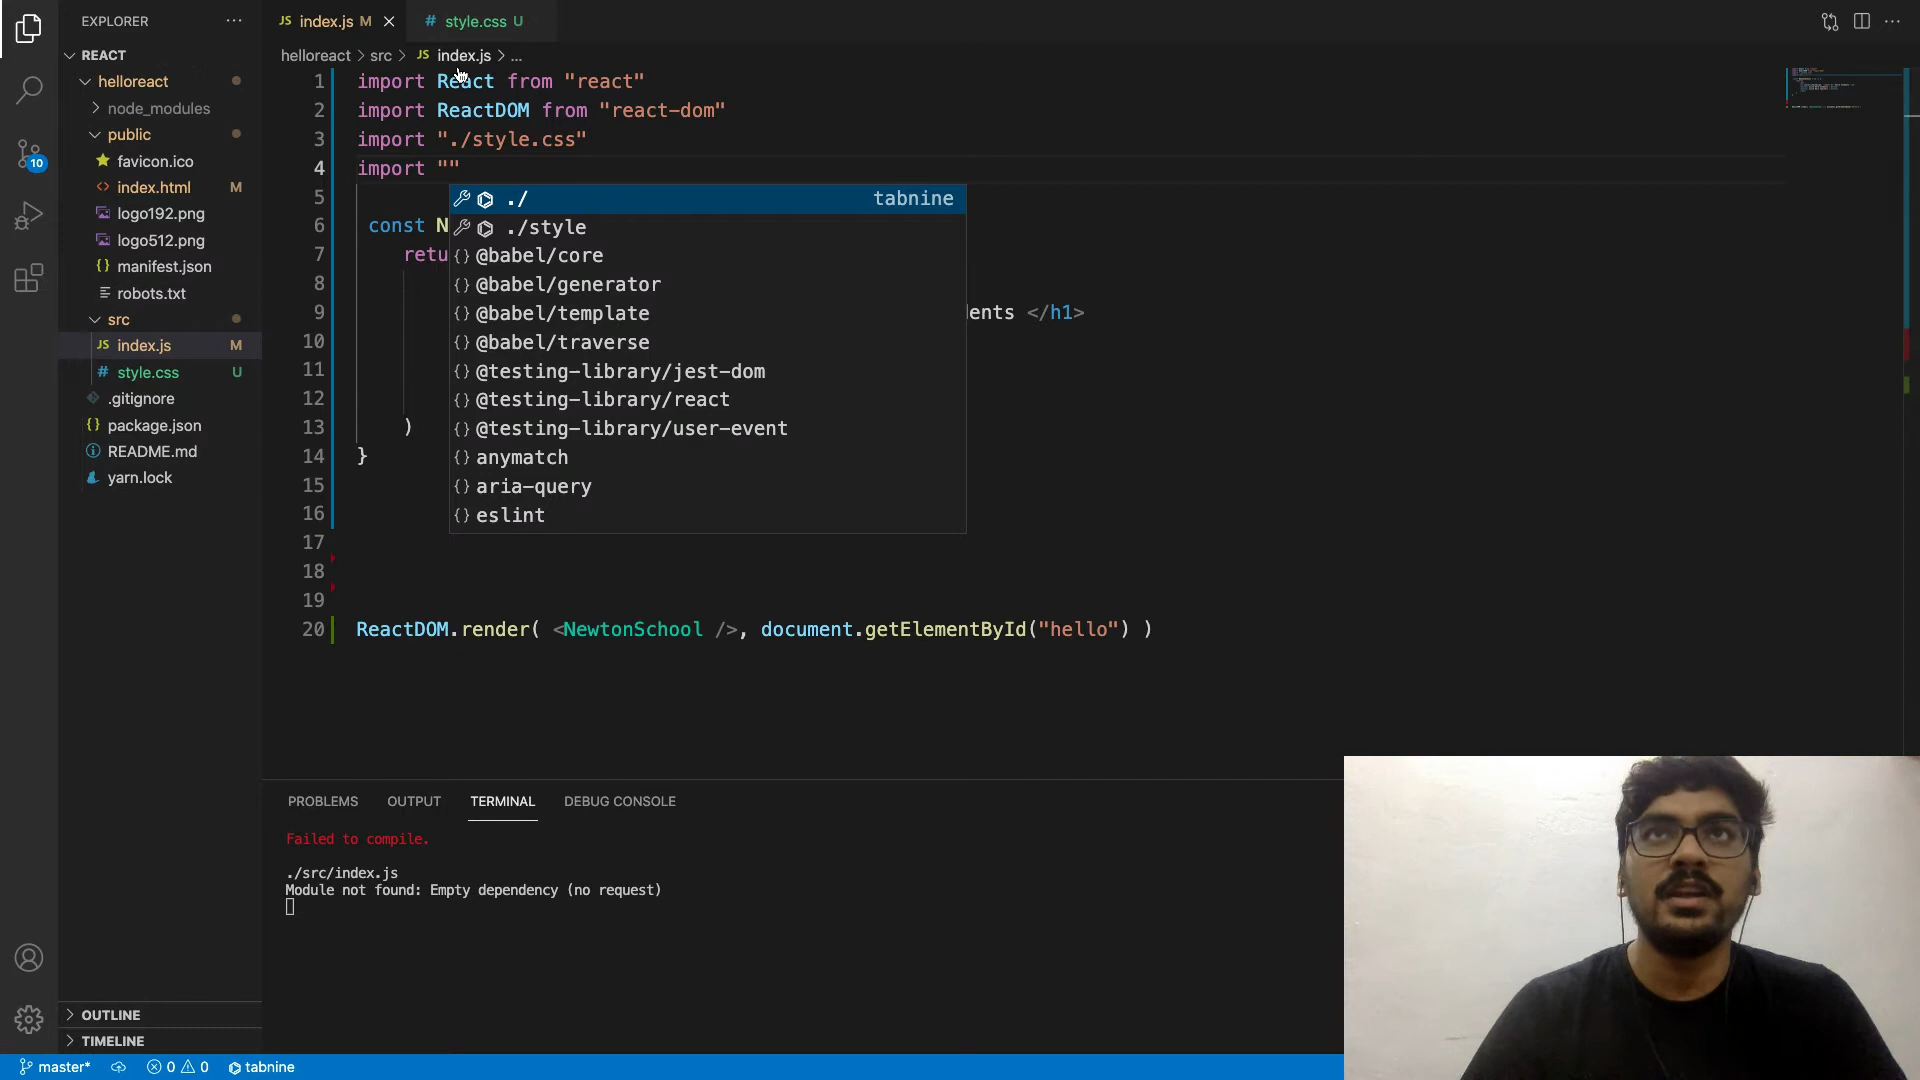 EXPLORER
REACT
helloreact
node_modules
public
favicon.ico
index.html M
logo192.png
logo512.png
manifest.json
robots.txt
src
index.js M
style.css U
.gitignore
package.json
README.md
yarn.lock
OUTLINE
TIMELINE
10
JS index.js M
# style.css U
helloreact > src > JS index.js > ...
1 import React from "react"
2 import ReactDOM from "react-dom"
3 import "./style.css"
4 import ""
5
6 const N
7 retu
8
9 ents </h1>
10
11
12
13 )
14 }
15
16
17
18
19
20 ReactDOM.render( <NewtonSchool />, document.getElementById("hello") )
./ tabnine
./style
@babel/core
@babel/generator
@babel/template
@babel/traverse
@testing-library/jest-dom
@testing-library/react
@testing-library/user-event
anymatch
aria-query
eslint
PROBLEMS OUTPUT TERMINAL DEBUG CONSOLE
Failed to compile.
./src/index.js
Module not found: Empty dependency (no request)
master* 0 0 tabnine